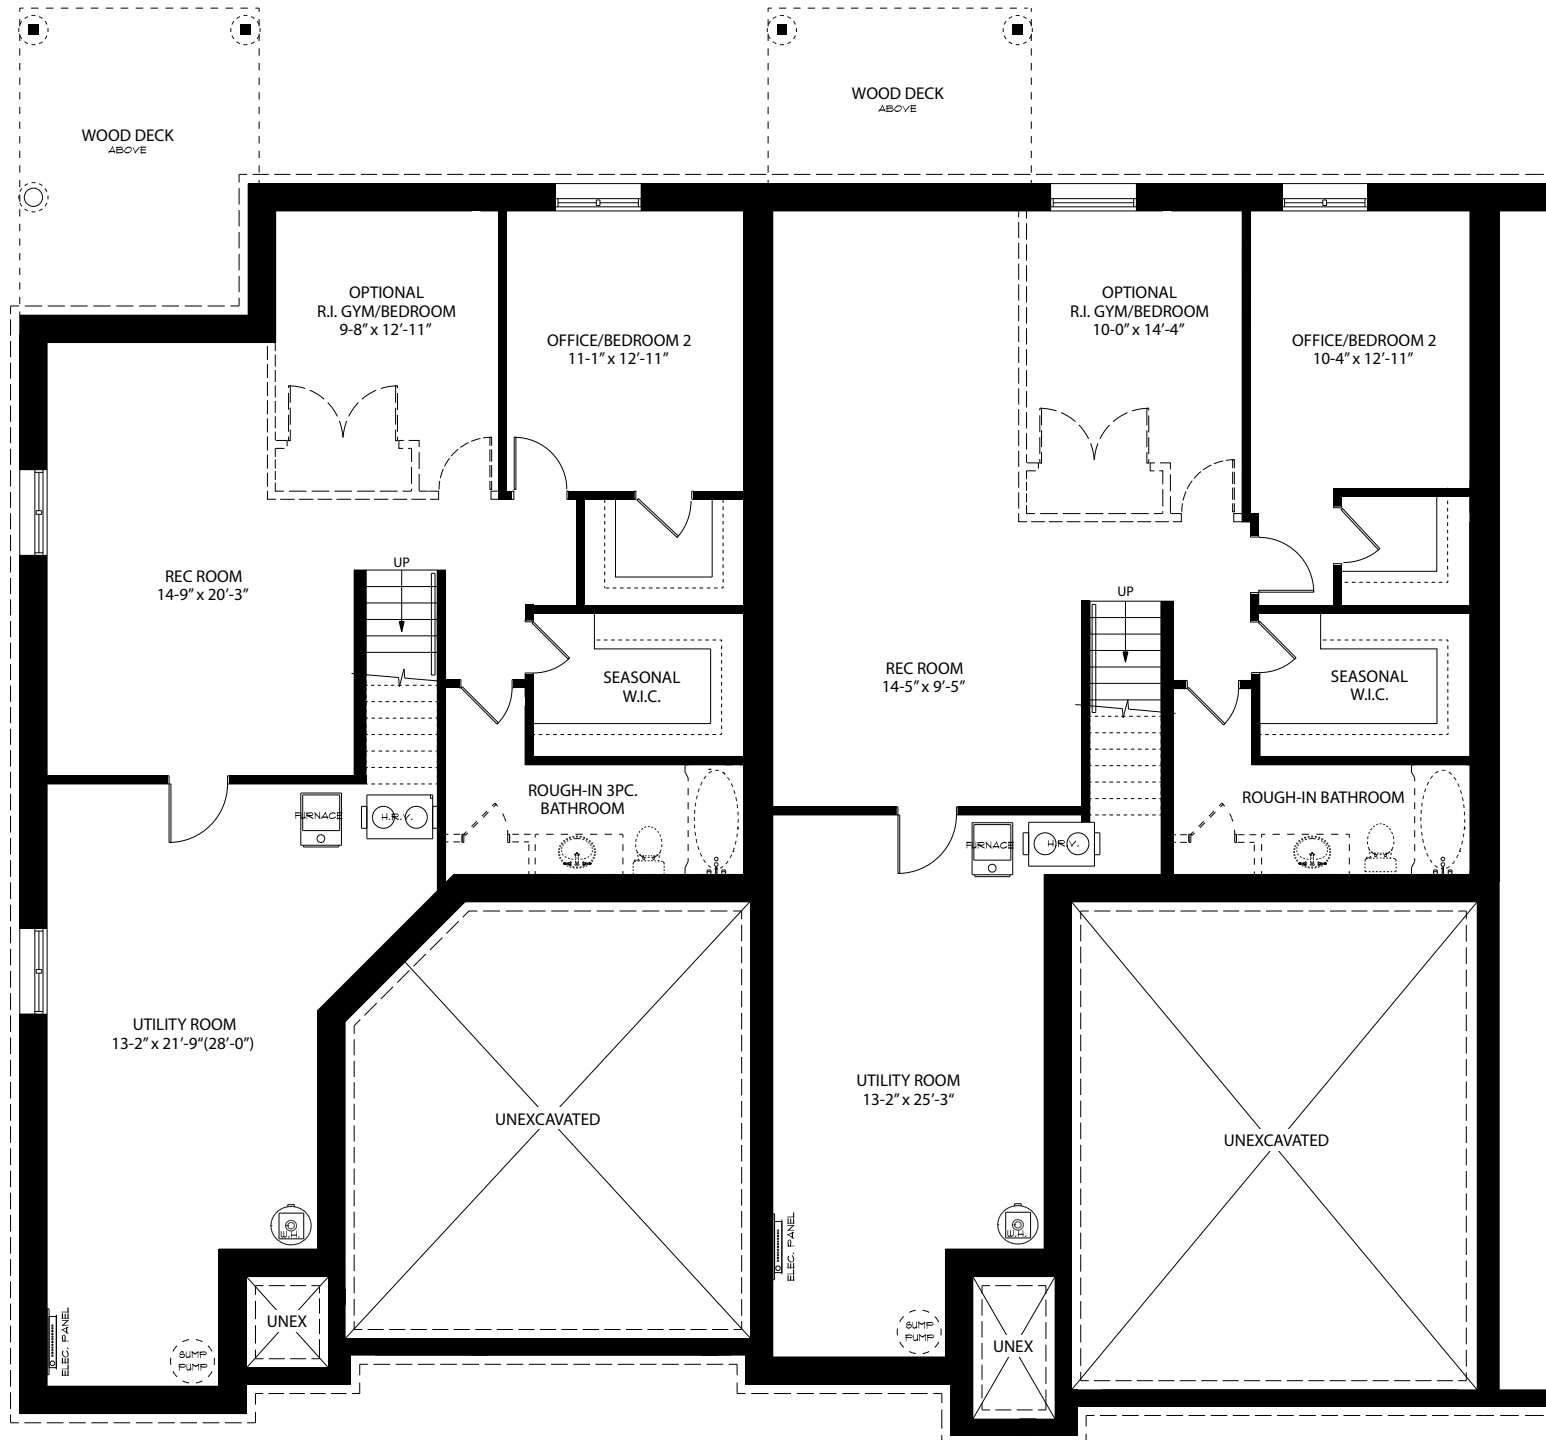 WOOD DECK
ABOVE
WOOD DECK
ABOVE
OPTIONAL
R.I. GYM/BEDROOM
9-8” x 12’-11”
OFFICE/BEDROOM 2
11-1” x 12’-11”
OPTIONAL
R.I. GYM/BEDROOM
10-0” x 14’-4”
OFFICE/BEDROOM 2
10-4” x 12’-11”
REC ROOM
14-9” x 20’-3”
UP
SEASONAL
W.I.C.
REC ROOM
14-5” x 9’-5”
UP
SEASONAL
W.I.C.
FURNACE
H.R.V.
ROUGH-IN 3PC.
BATHROOM
FURNACE
H.R.V.
ROUGH-IN BATHROOM
UTILITY ROOM
13-2” x 21’-9“(28’-0”)
UNEXCAVATED
UTILITY ROOM
13-2” x 25’-3“
UNEXCAVATED
W.H.
ELEC. PANEL
W.H.
ELEC. PANEL
SUMP
PUMP
UNEX
SUMP
PUMP
UNEX